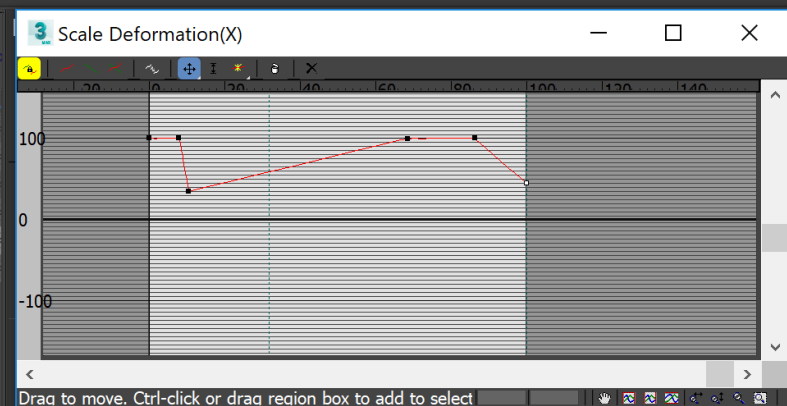 Scale Deformation(X)
20 0 20 40 60 80 100 120 140
100
0
-100
Drag to move. Ctrl-click or drag region box to add to select